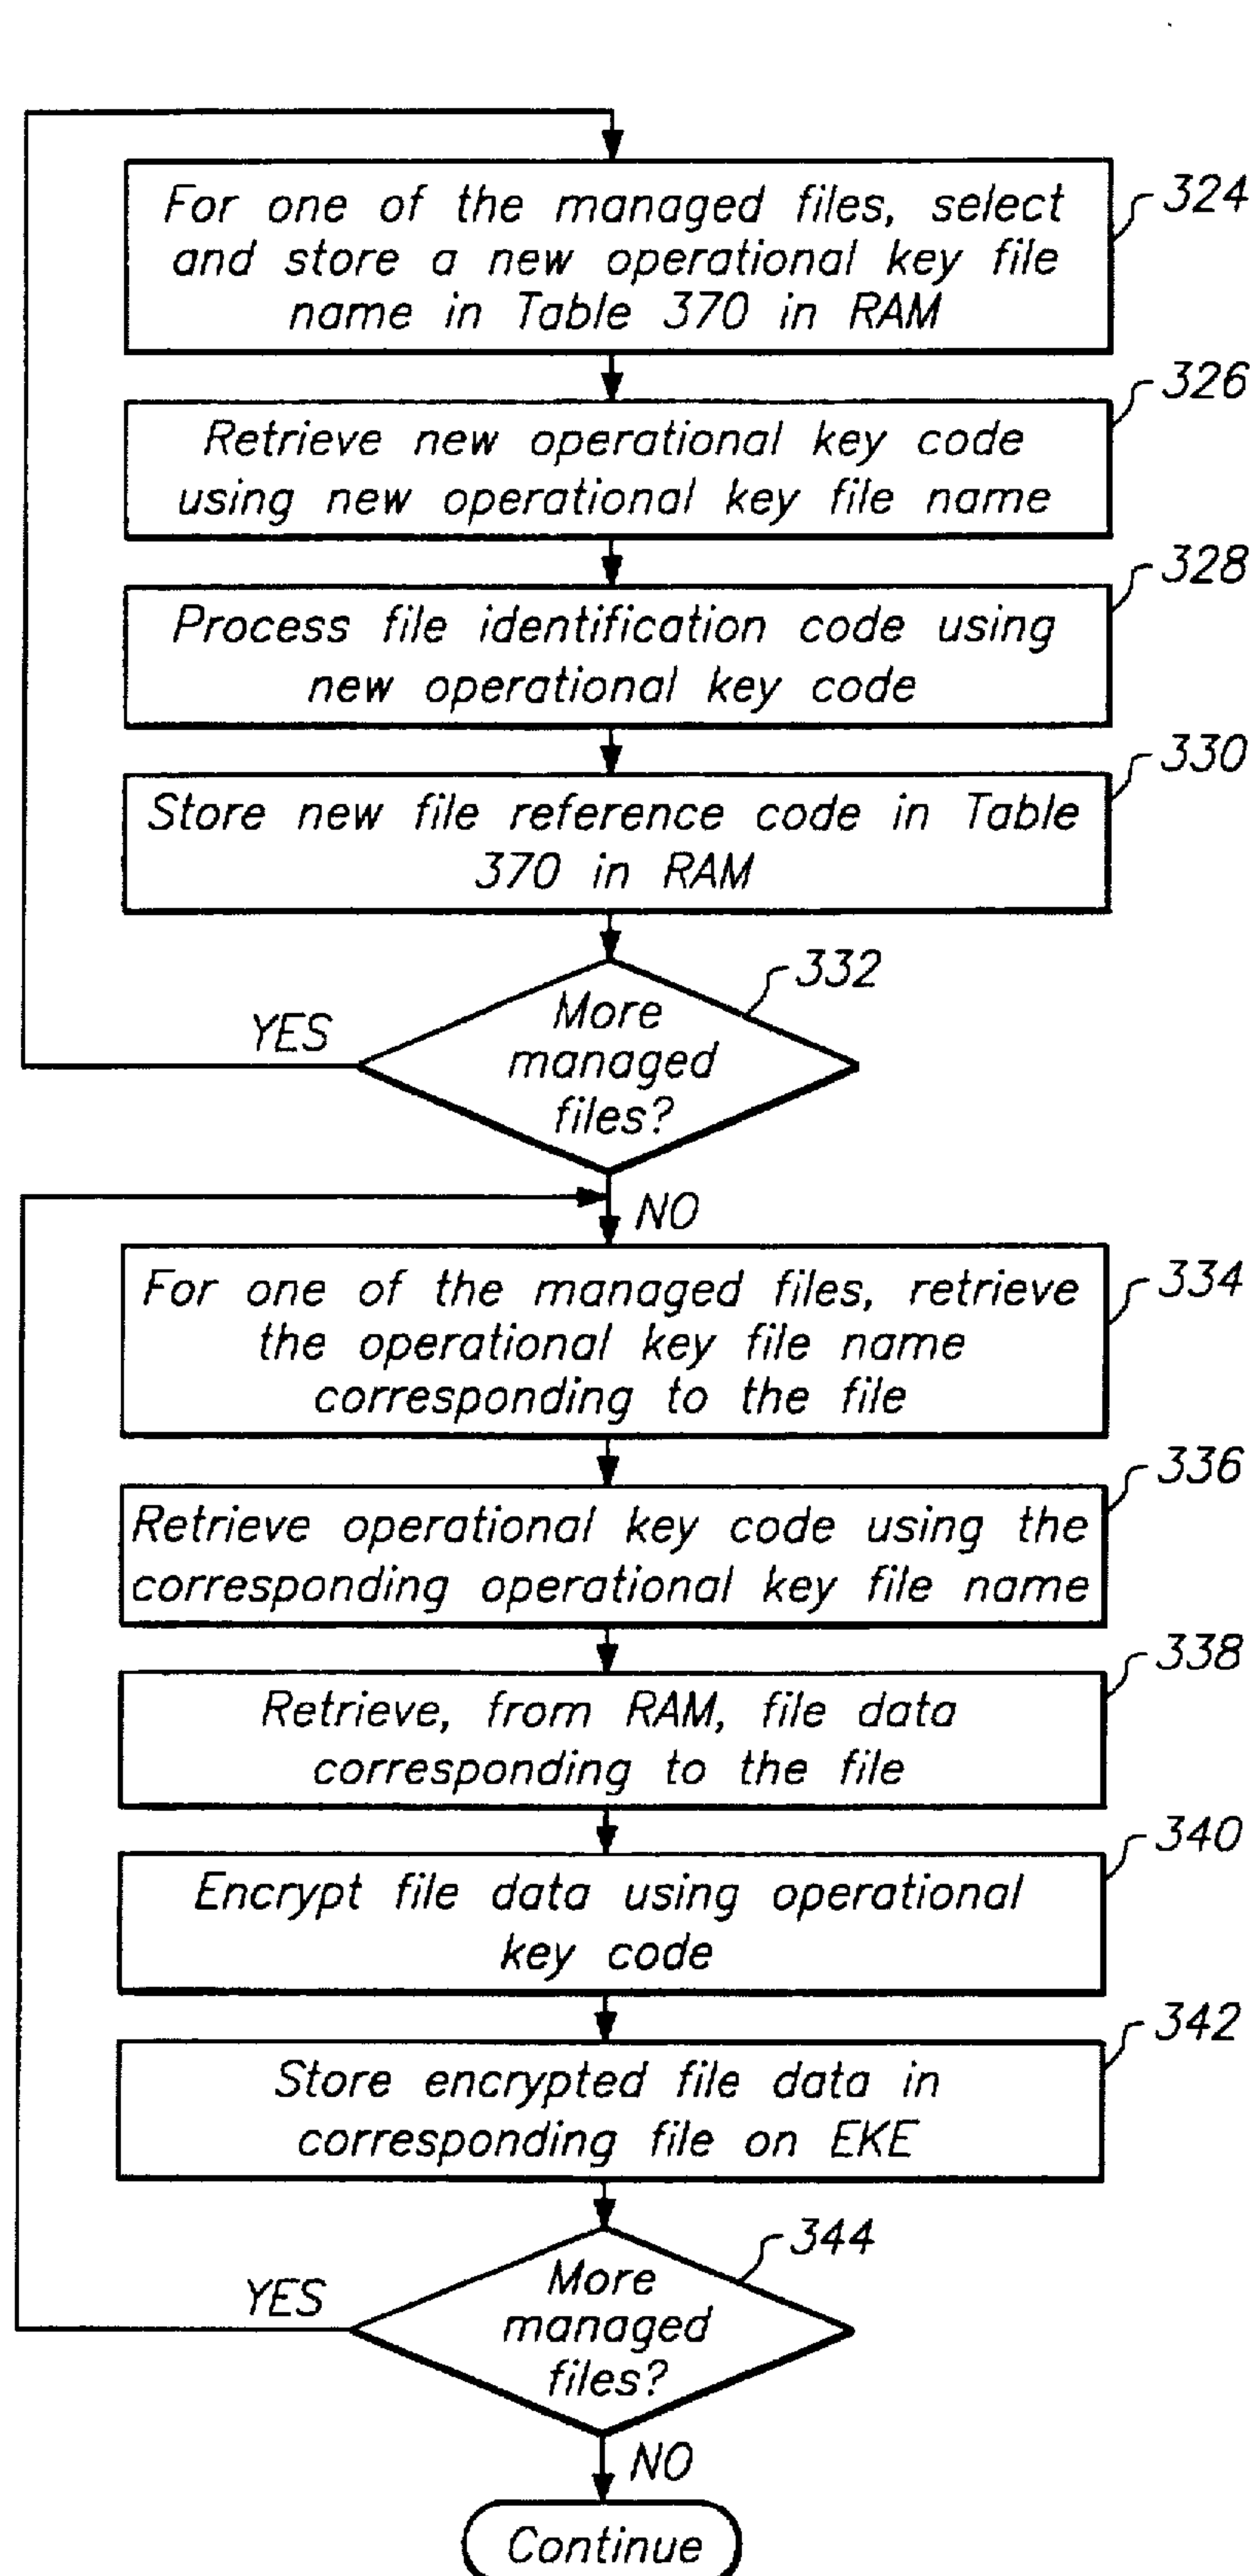 For one of the managed files, select
and store a new operational key file
name in Table 370 in RAM
324
Retrieve new operational key code
using new operational key file name
326
Process file identification code using
new operational key code
328
Store new file reference code in Table
370 in RAM
330
More
managed
files?
332
YES
NO
For one of the managed files, retrieve
the operational key file name
corresponding to the file
334
Retrieve operational key code using the
corresponding operational key file name
336
Retrieve, from RAM, file data
corresponding to the file
338
Encrypt file data using operational
key code
340
Store encrypted file data in
corresponding file on EKE
342
More
managed
files?
344
YES
NO
Continue